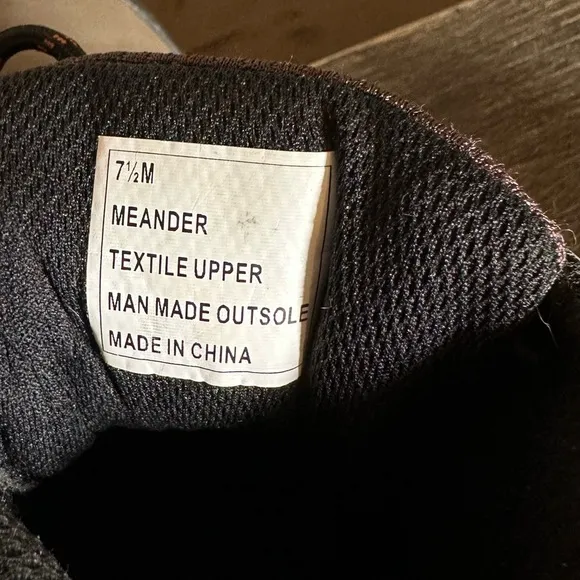 7½M
MEANDER
TEXTILE UPPER
MAN MADE OUTSOLE
MADE IN CHINA